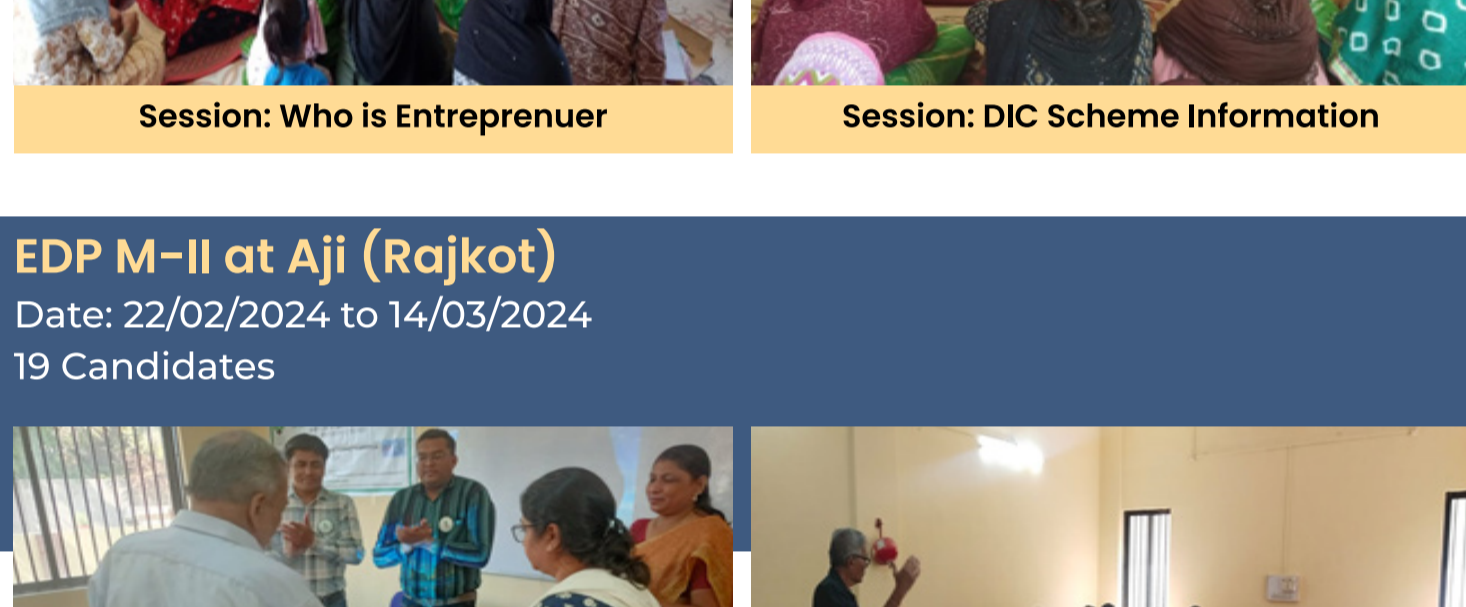 Session: Who is Entreprenuer
Session: DIC Scheme Information
EDP M-II at Aji (Rajkot)
Date: 22/02/2024 to 14/03/2024
19 Candidates